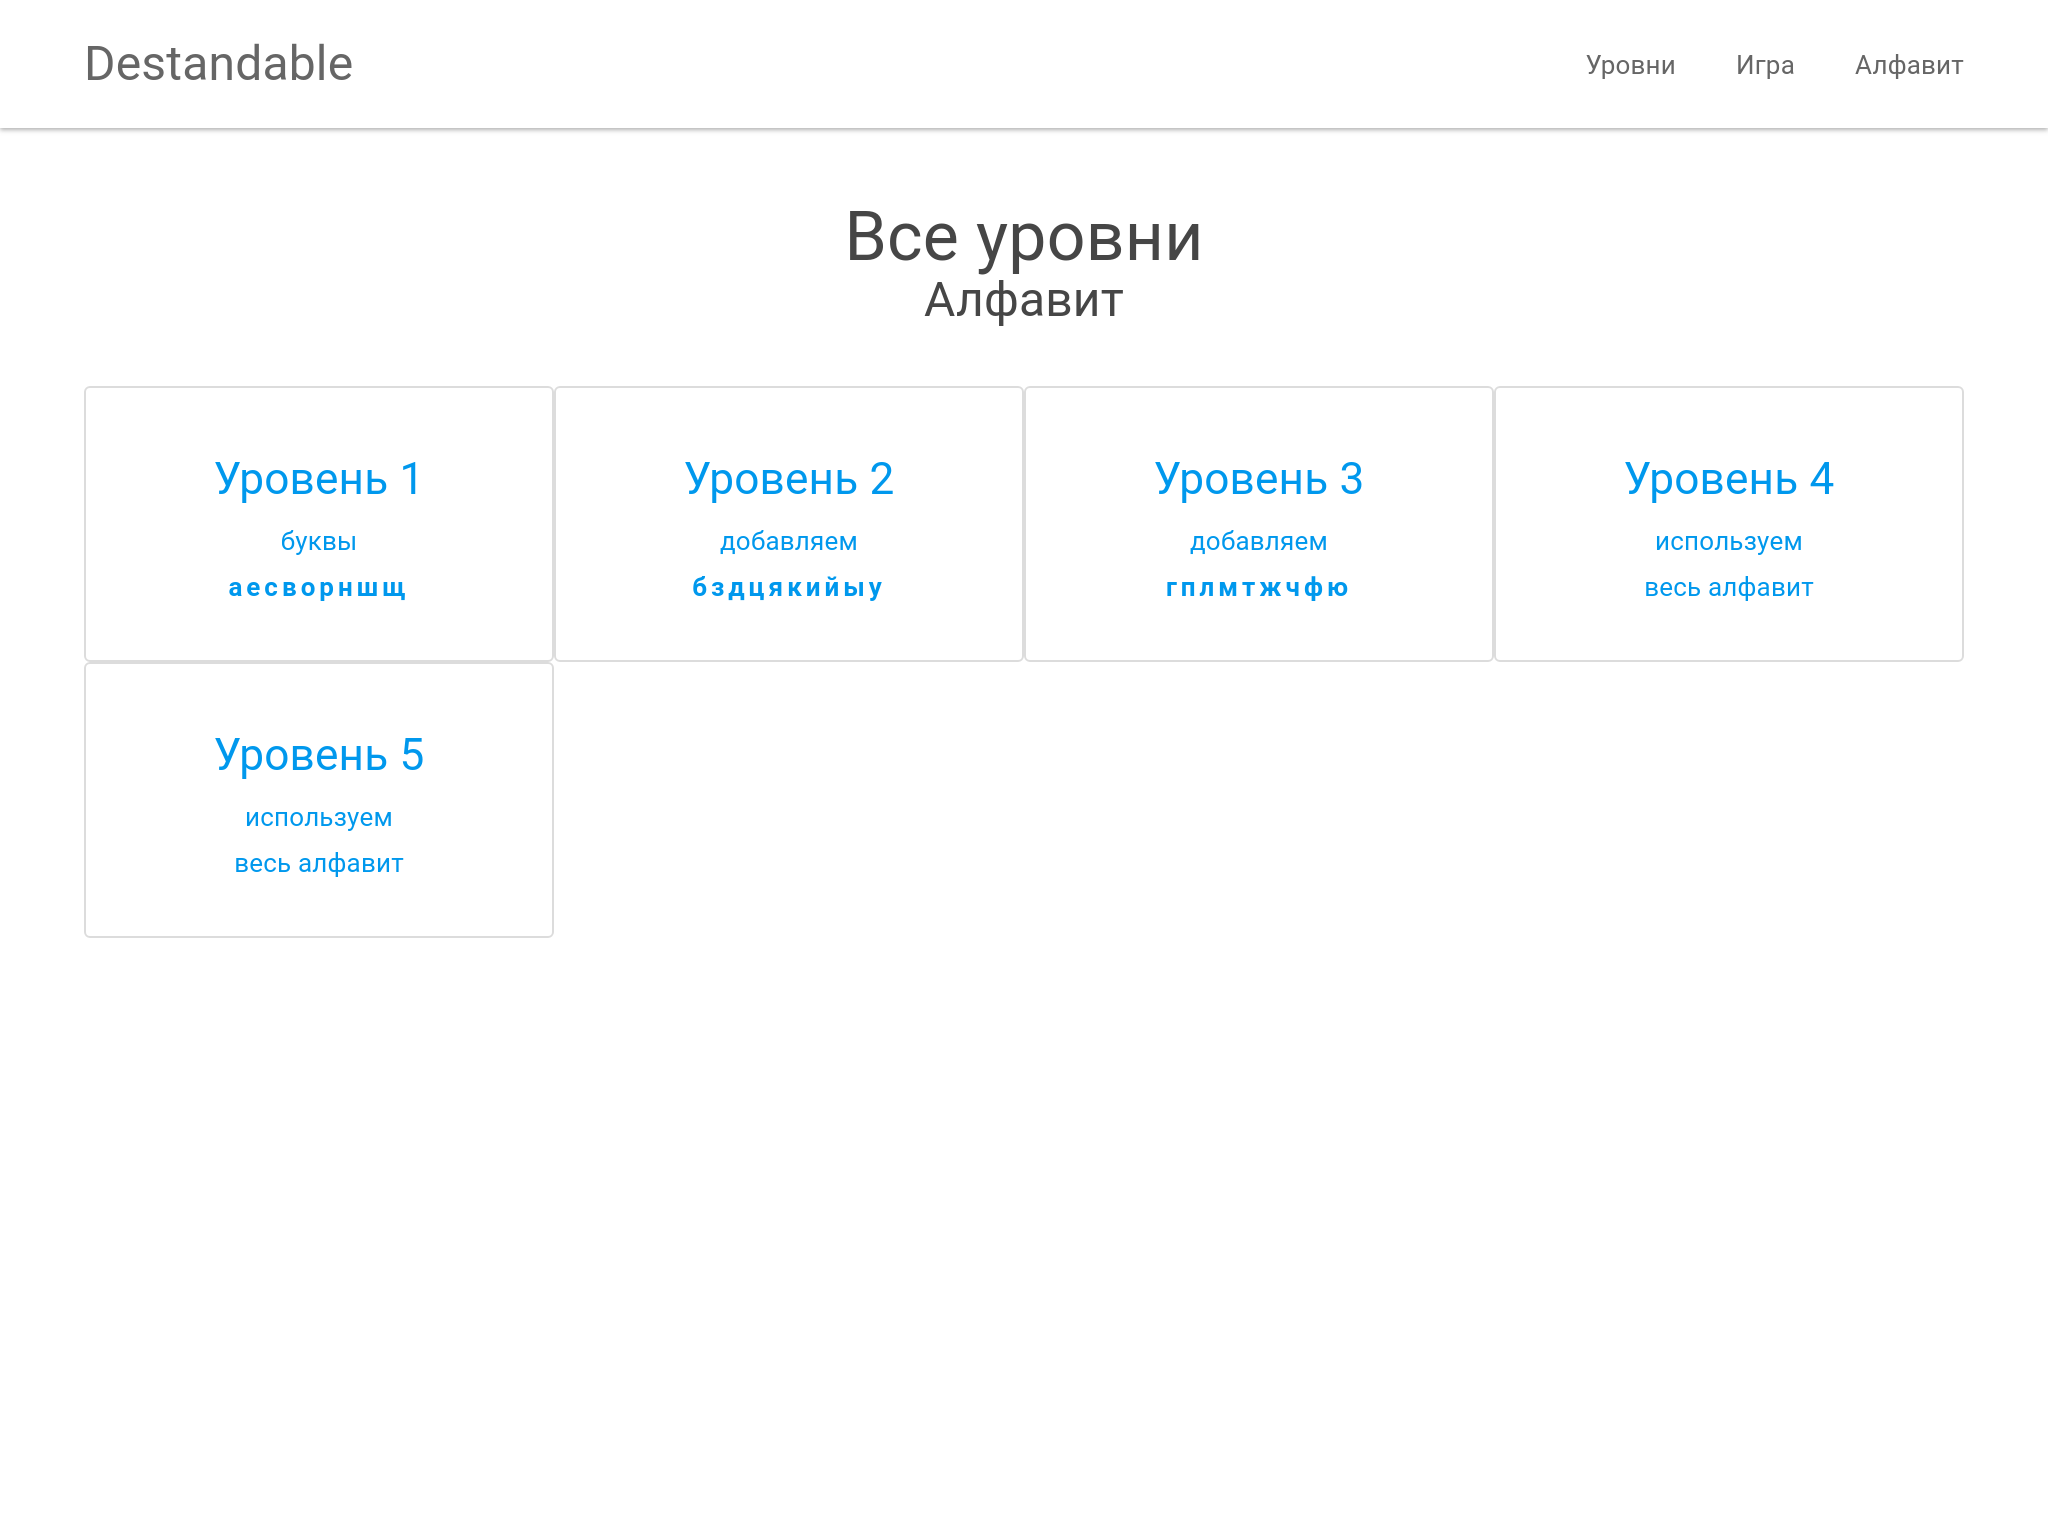 Destandable
Уровни
Игра
Алфавит
Все уровни
Алфавит
Уровень 1
буквы
аесворншщ
Уровень 2
добавляем
бздцякийыу
Уровень 3
добавляем
гплмтжчфю
Уровень 4
используем
весь алфавит
Уровень 5
используем
весь алфавит